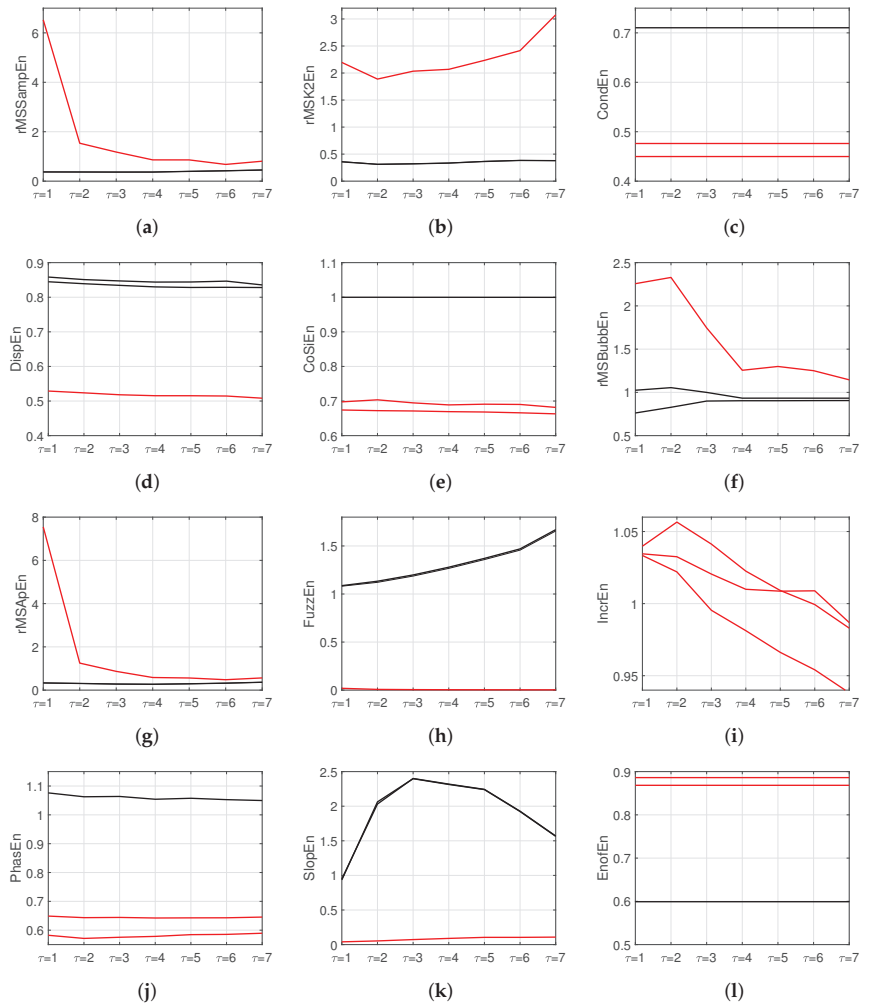 rMSSampEn
6
4
2
0
τ=1 τ=2 τ=3 τ=4 τ=5 τ=6 τ=7
(a)
rMSK2En
3
2.5
2
1.5
1
0.5
0
τ=1 τ=2 τ=3 τ=4 τ=5 τ=6 τ=7
(b)
CondEn
0.7
0.6
0.5
0.4
τ=1 τ=2 τ=3 τ=4 τ=5 τ=6 τ=7
(c)
DispEn
0.9
0.8
0.7
0.6
0.5
0.4
τ=1 τ=2 τ=3 τ=4 τ=5 τ=6 τ=7
(d)
CoSiEn
1.1
1
0.9
0.8
0.7
0.6
τ=1 τ=2 τ=3 τ=4 τ=5 τ=6 τ=7
(e)
rMSBubbEn
2.5
2
1.5
1
0.5
τ=1 τ=2 τ=3 τ=4 τ=5 τ=6 τ=7
(f)
rMSApEn
8
6
4
2
0
τ=1 τ=2 τ=3 τ=4 τ=5 τ=6 τ=7
(g)
FuzzEn
1.5
1
0.5
0
τ=1 τ=2 τ=3 τ=4 τ=5 τ=6 τ=7
(h)
IncrEn
1.05
1
0.95
τ=1 τ=2 τ=3 τ=4 τ=5 τ=6 τ=7
(i)
PhasEn
1.1
1
0.9
0.8
0.7
0.6
τ=1 τ=2 τ=3 τ=4 τ=5 τ=6 τ=7
(j)
SlopEn
2.5
2
1.5
1
0.5
0
τ=1 τ=2 τ=3 τ=4 τ=5 τ=6 τ=7
(k)
EnofEn
0.9
0.8
0.7
0.6
0.5
τ=1 τ=2 τ=3 τ=4 τ=5 τ=6 τ=7
(l)